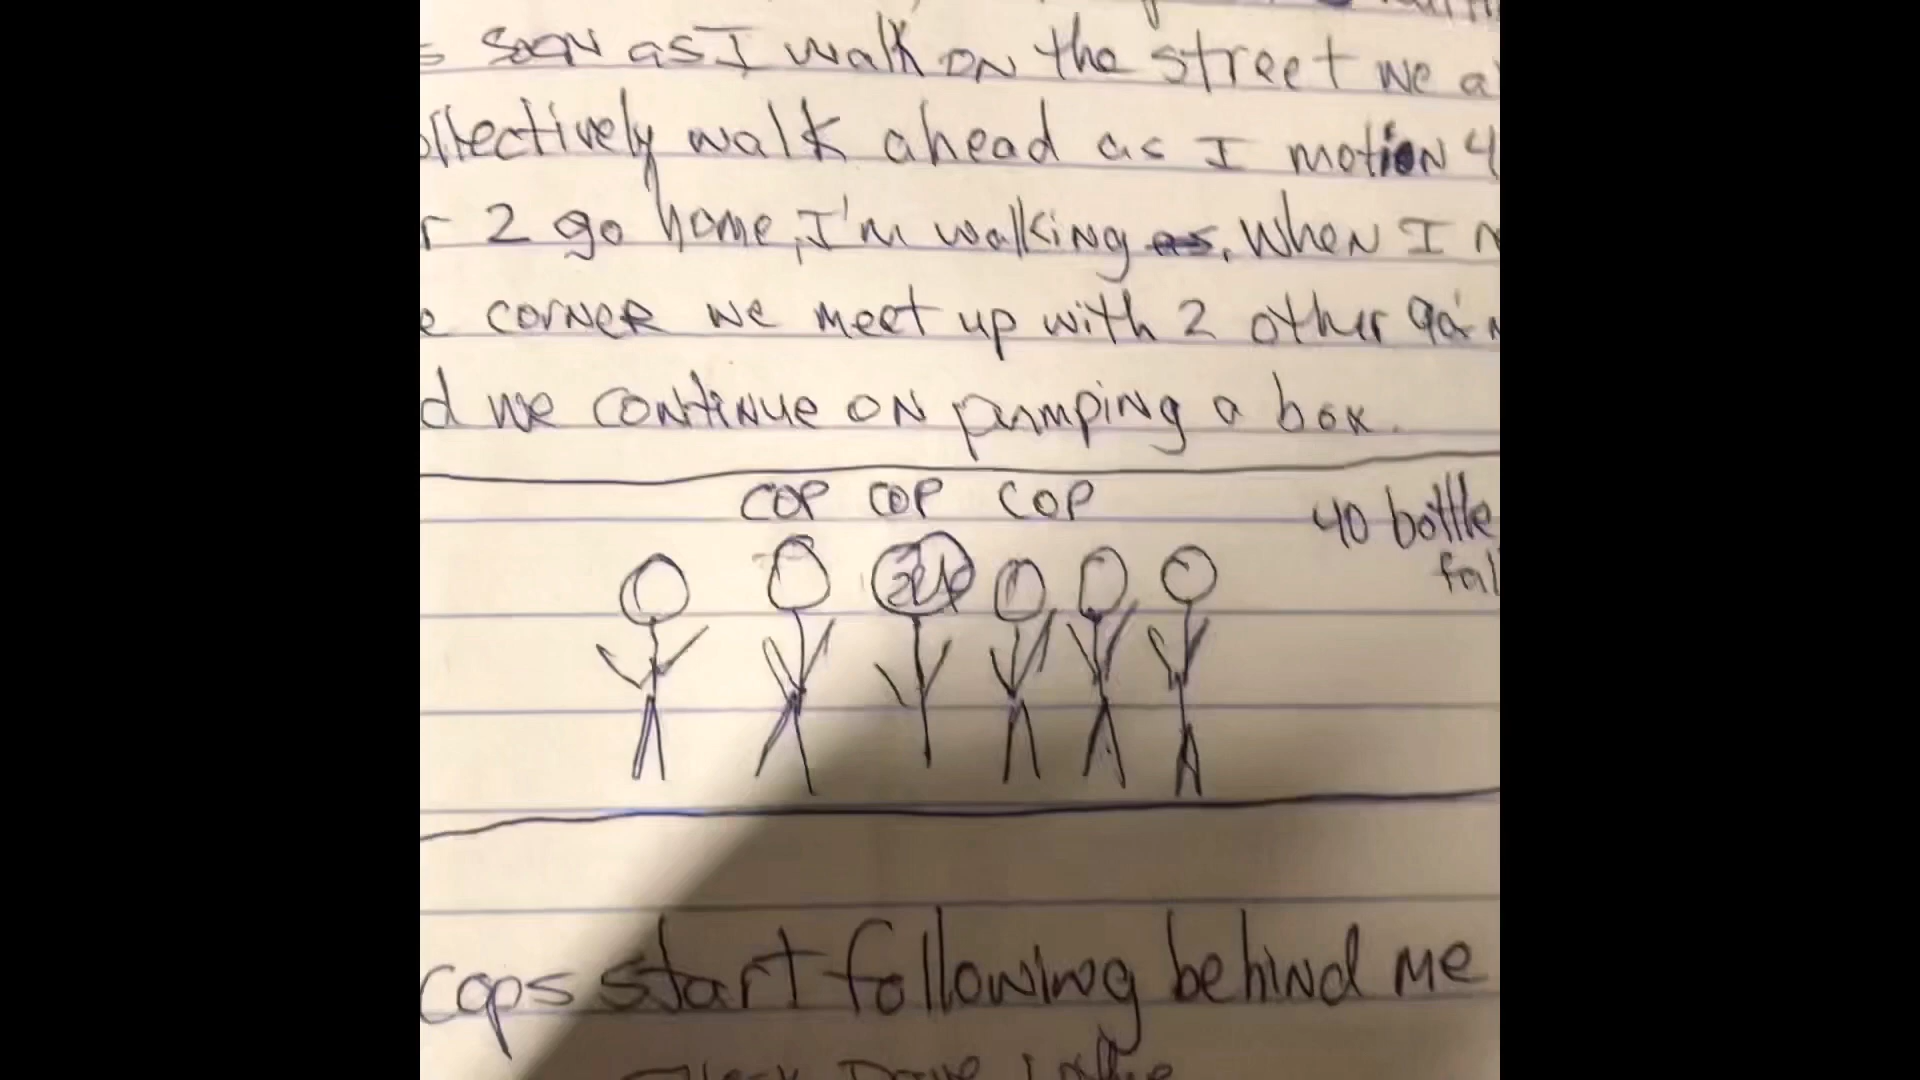 s soon as I walk on the street we a
ollectively walk ahead as I motion 4
r 2 go home, I'm walking as, when I
e corner we meet up with 2 other
d we continue on pumping a box.
COP COP COP
40 bottle
fal
cops start following behind me